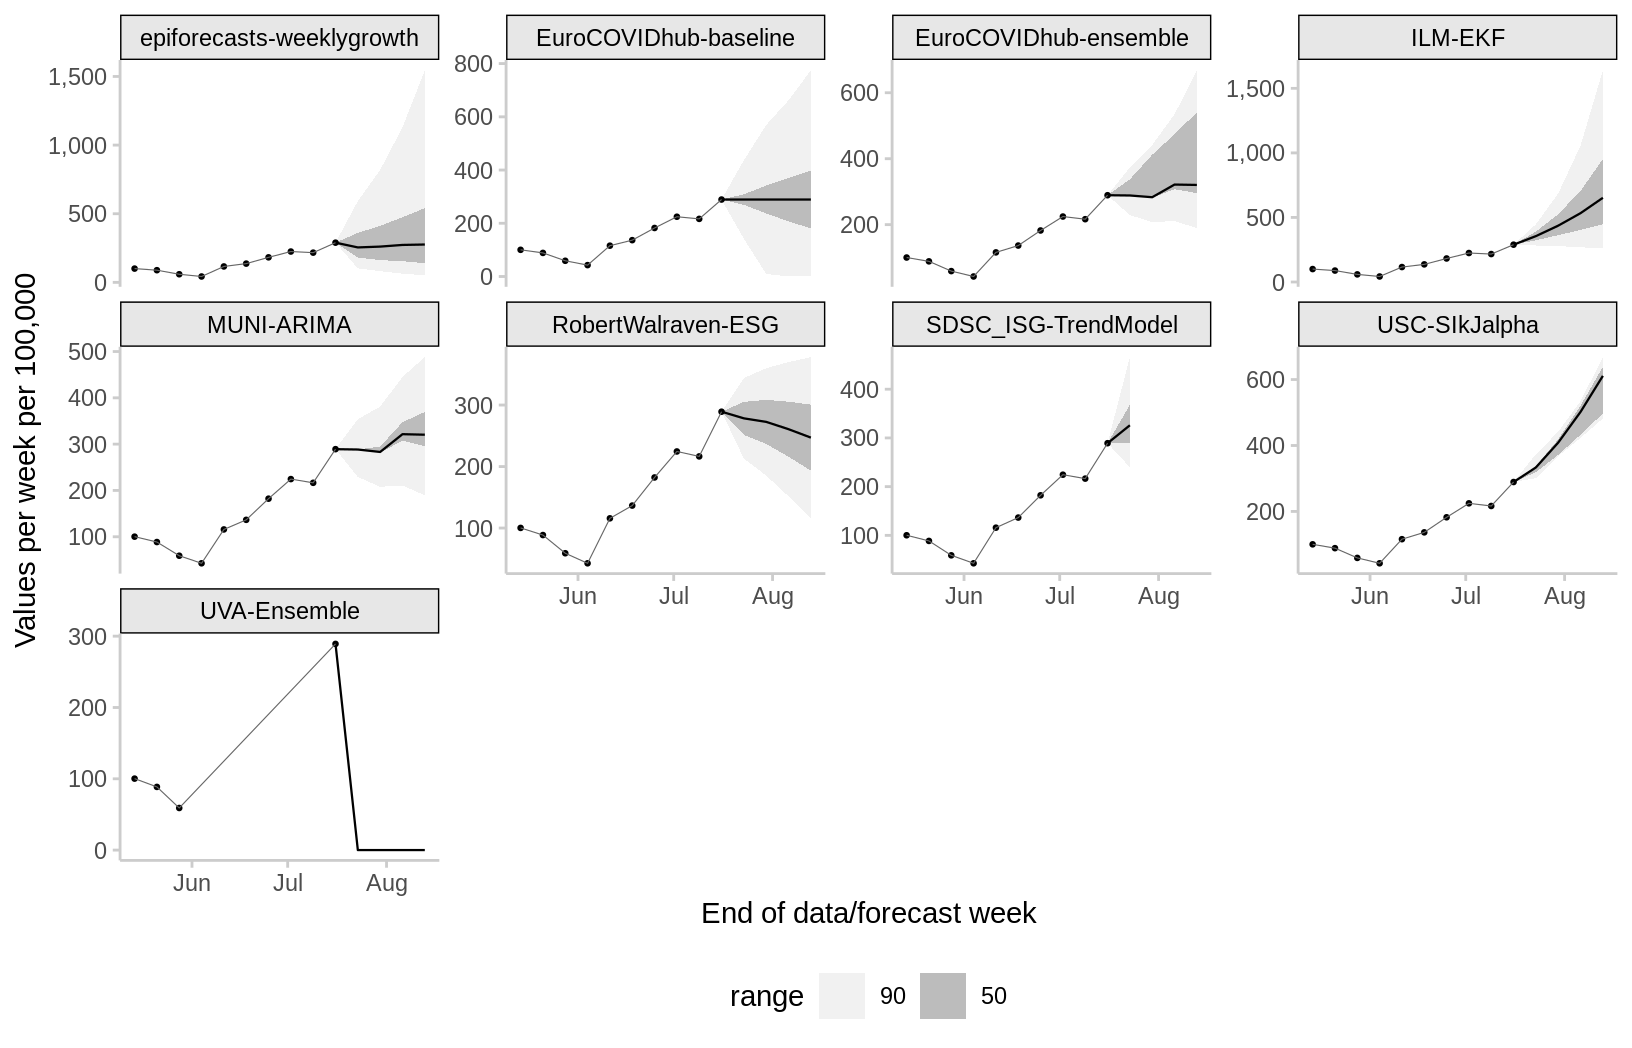 epiforecasts-weeklygrowth
EuroCOVIDhub-baseline
EuroCOVIDhub-ensemble
ILM-EKF
1,500
1,000
500
0
800
600
400
200
0
600
400
200
1,500
1,000
500
0
MUNI-ARIMA
RobertWalraven-ESG
SDSC_ISG-TrendModel
USC-SIkJalpha
500
400
300
200
100
300
200
100
400
300
200
100
600
400
200
Jun Jul Aug
Jun Jul Aug
Jun Jul Aug
UVA-Ensemble
300
200
100
0
Jun Jul Aug
Values per week per 100,000
End of data/forecast week
range 90 50